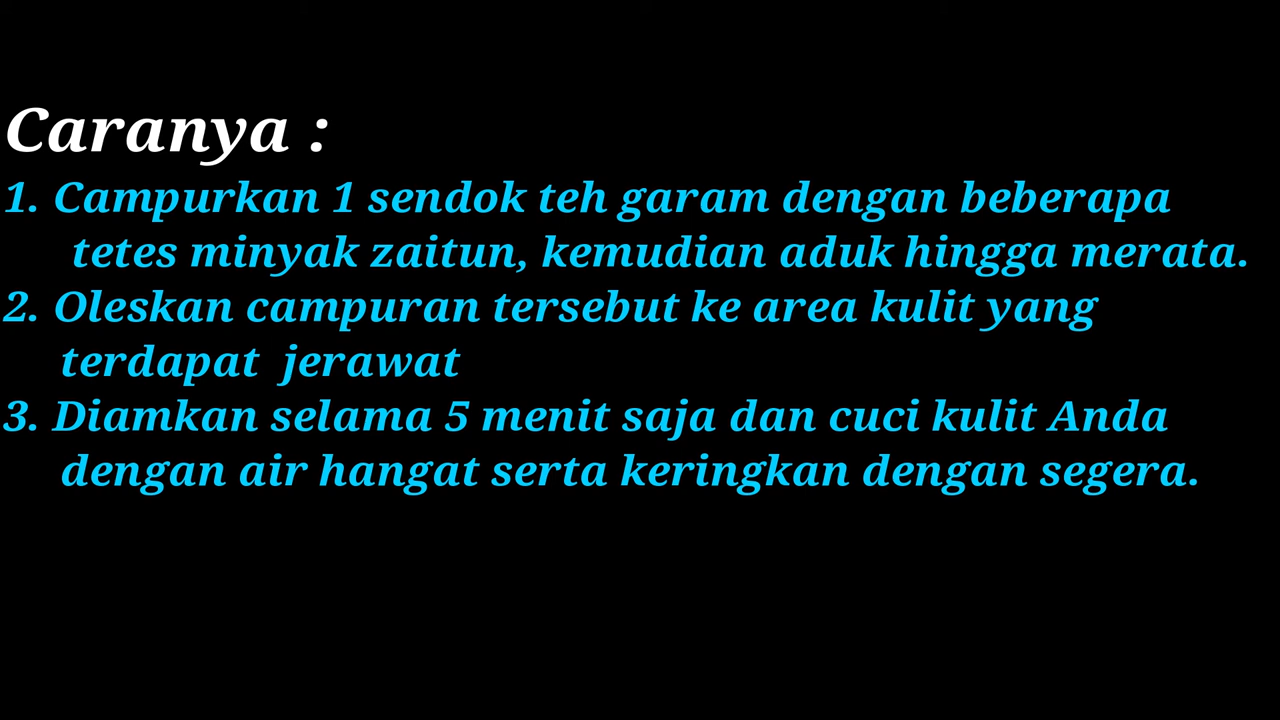 Caranya :
1. Campurkan 1 sendok teh garam dengan beberapa
tetes minyak zaitun, kemudian aduk hingga merata.
2. Oleskan campuran tersebut ke area kulit yang
terdapat jerawat
3. Diamkan selama 5 menit saja dan cuci kulit Anda
dengan air hangat serta keringkan dengan segera.